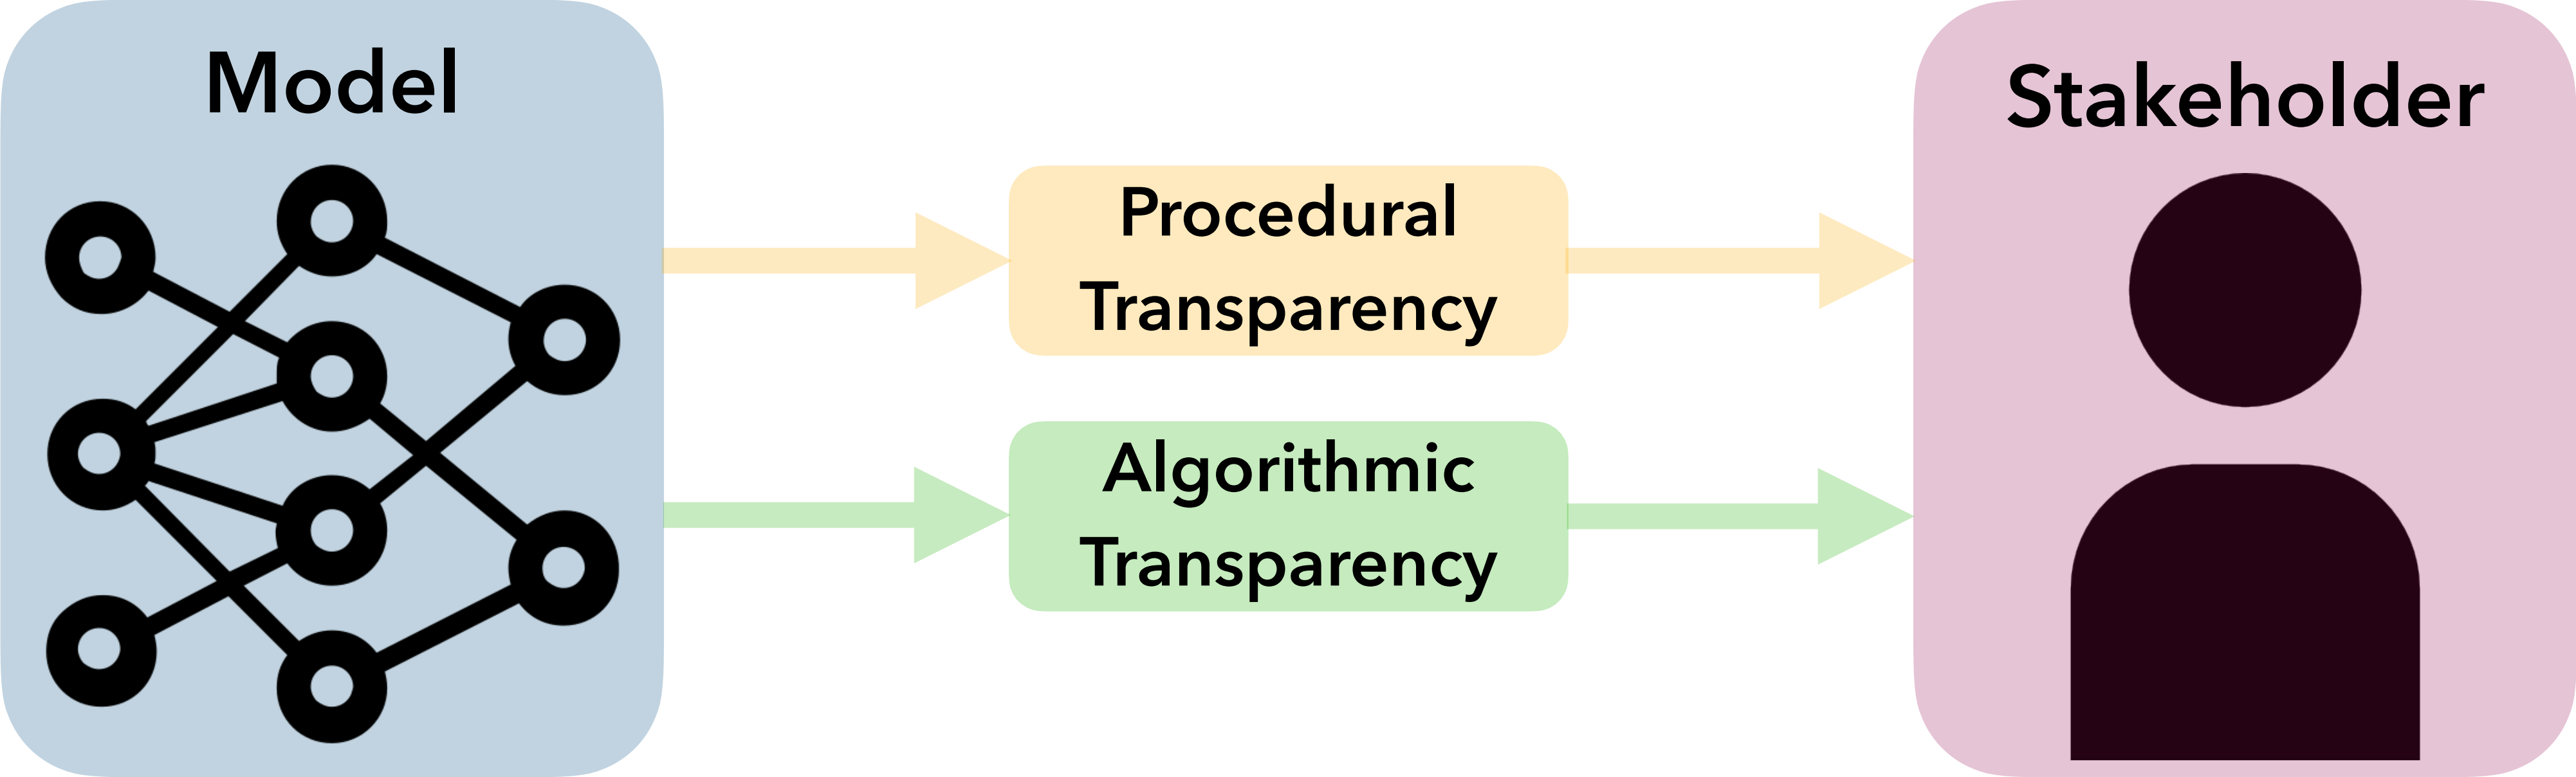 Model
Procedural
Transparency
Algorithmic
Transparency
Stakeholder